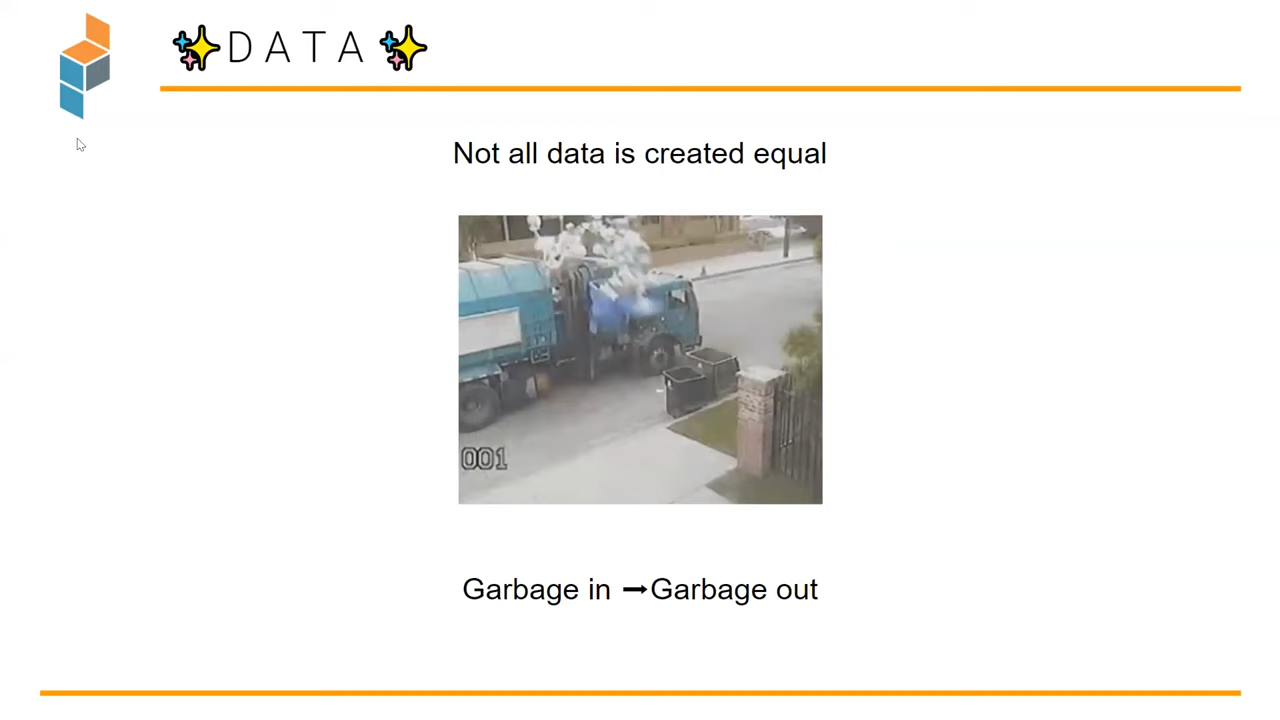 ✨DATA✨
Not all data is created equal
001
Garbage in ➞Garbage out